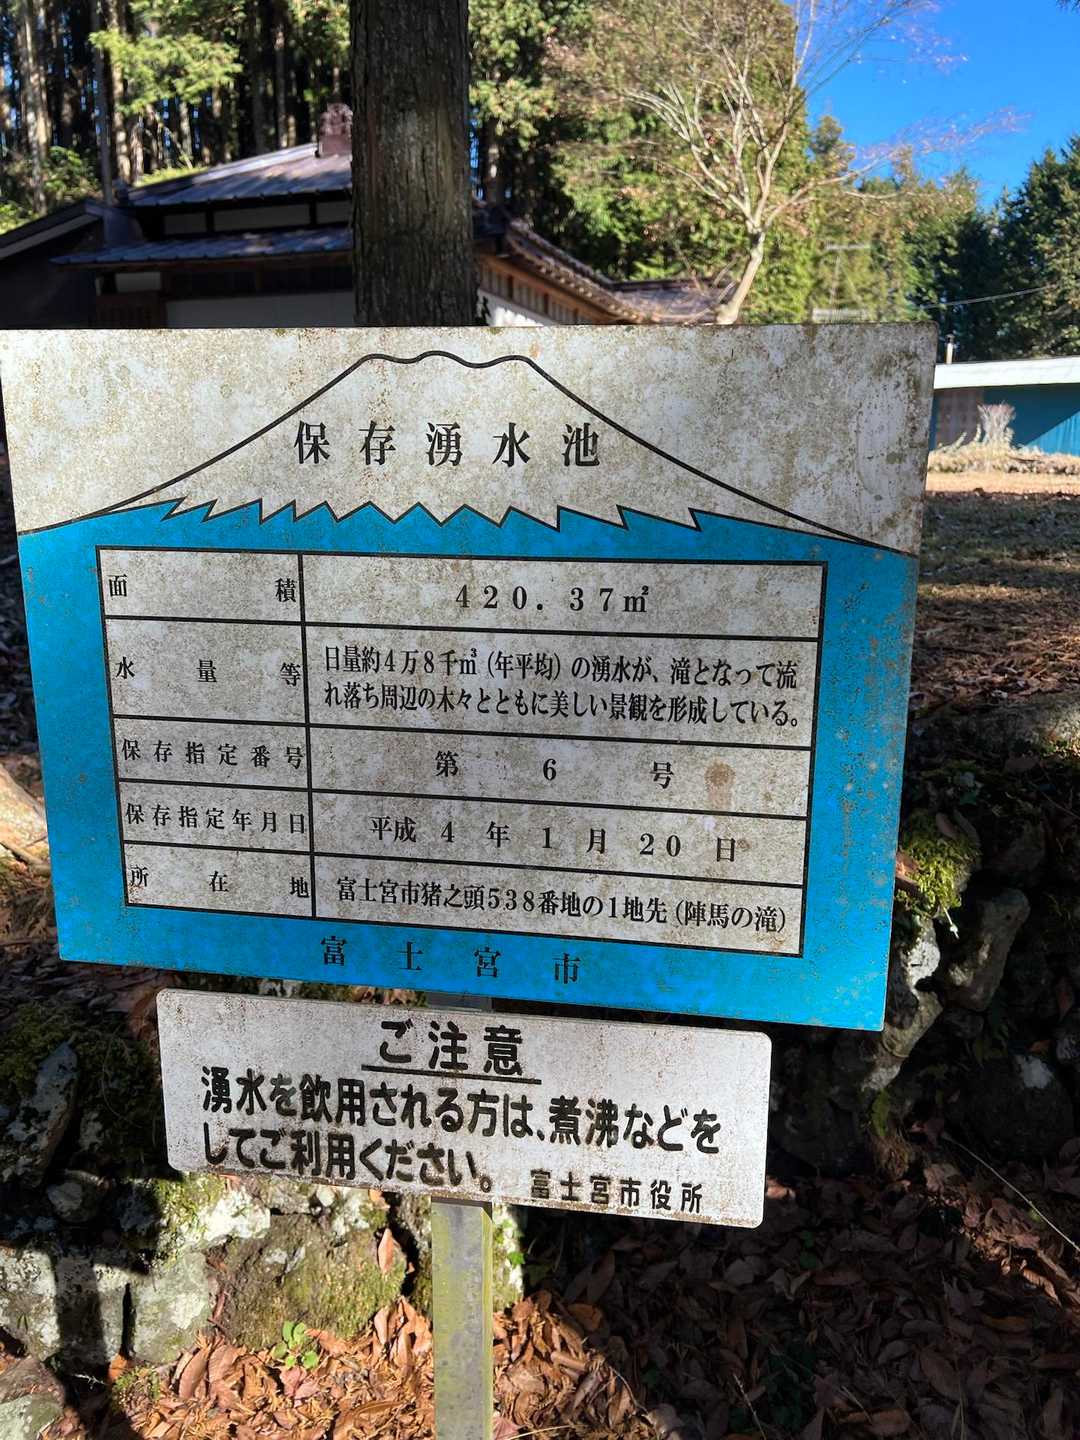 保存湧水池
面積 420.37㎡
水量等 日量約4万8千㎥(年平均)の湧水が、滝となって流
れ落ち周辺の木々とともに美しい景観を形成している。
保存指定番号 第6号
保存指定年月日 平成4年1月20日
所在地 富士宮市猪之頭538番地の1地先(陣馬の滝)
富士宮市
ご注意
湧水を飲用される方は、煮沸などを
してご利用ください。 富士宮市役所